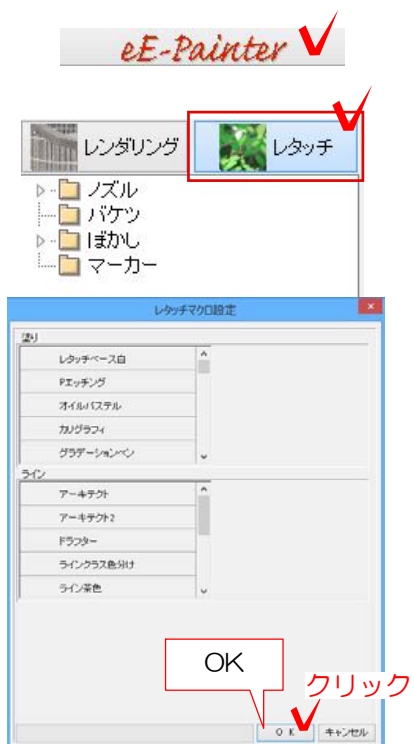 eE-Painter
レンダリング
レタッチ
ノズル
バケツ
ぼかし
マーカー
レタッチマクロ設定
塗り
レタッチベース白
Pエッチング
オイルパステル
カリグラフィ
グラデーションペン
ライン
アーキテクト
アーキテクト2
ドラフター
ラインクラス色分け
ライン茶色
OK
クリック
OK
キャンセル